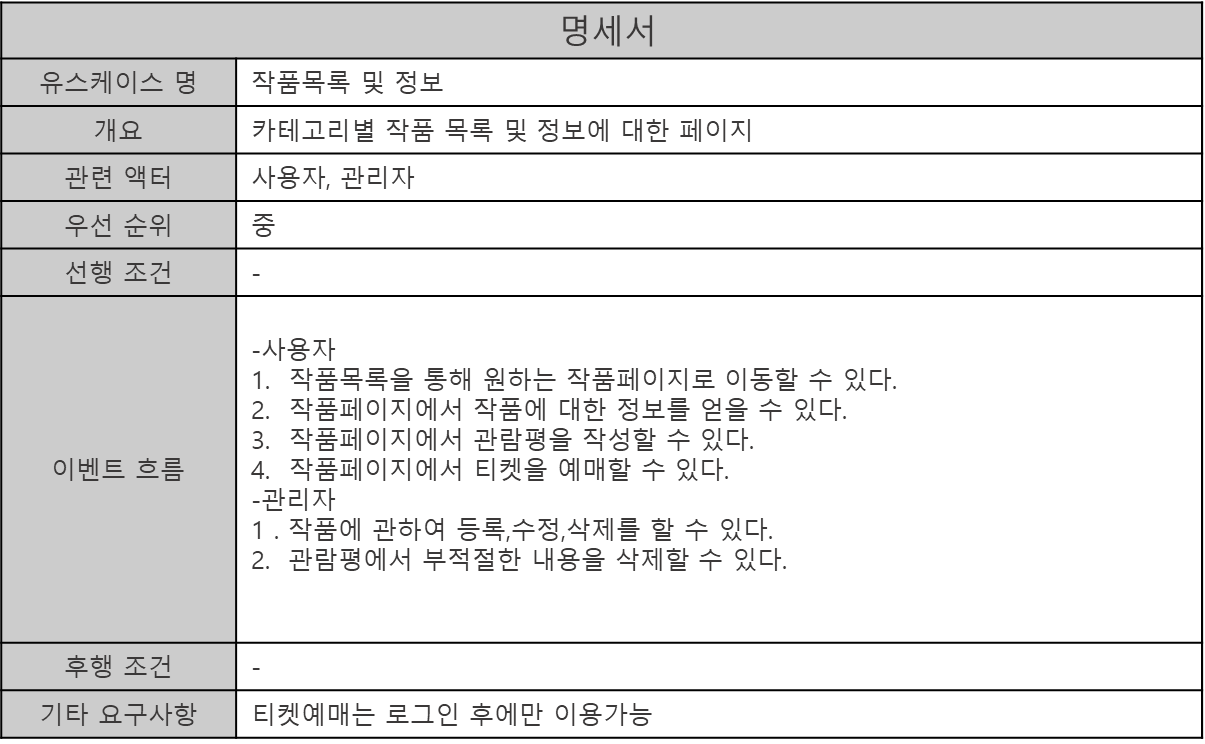 명세서
유스케이스 명
작품목록 및 정보
개요
카테고리별 작품 목록 및 정보에 대한 페이지
관련 액터
사용자, 관리자
우선 순위
중
선행 조건
-
이벤트 흐름
-사용자
1. 작품목록을 통해 원하는 작품페이지로 이동할 수 있다.
2. 작품페이지에서 작품에 대한 정보를 얻을 수 있다.
3. 작품페이지에서 관람평을 작성할 수 있다.
4. 작품페이지에서 티켓을 예매할 수 있다.
-관리자
1 . 작품에 관하여 등록,수정,삭제를 할 수 있다.
2. 관람평에서 부적절한 내용을 삭제할 수 있다.
후행 조건
-
기타 요구사항
티켓예매는 로그인 후에만 이용가능